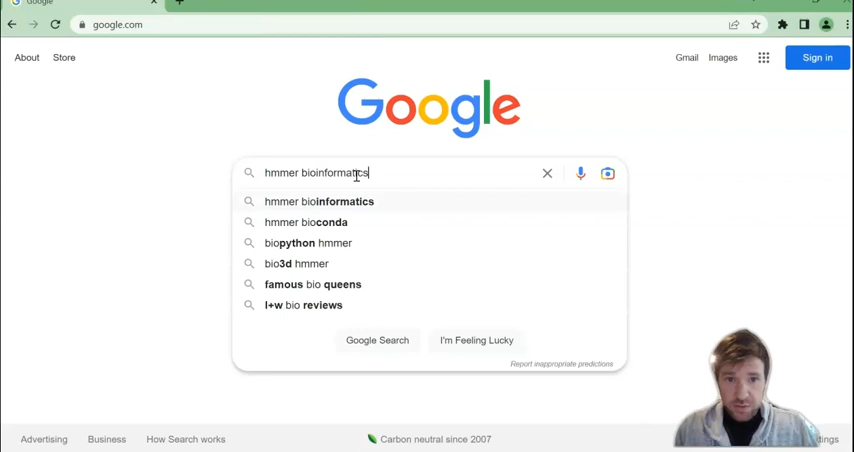 Google
google.com
About Store Gmail Images Sign in
Google
hmmer bioinformatics
hmmer bioinformatics
hmmer bioconda
biopython hmmer
bio3d hmmer
famous bio queens
l+w bio reviews
Google Search I'm Feeling Lucky
Report inappropriate predictions
Advertising Business How Search works Carbon neutral since 2007